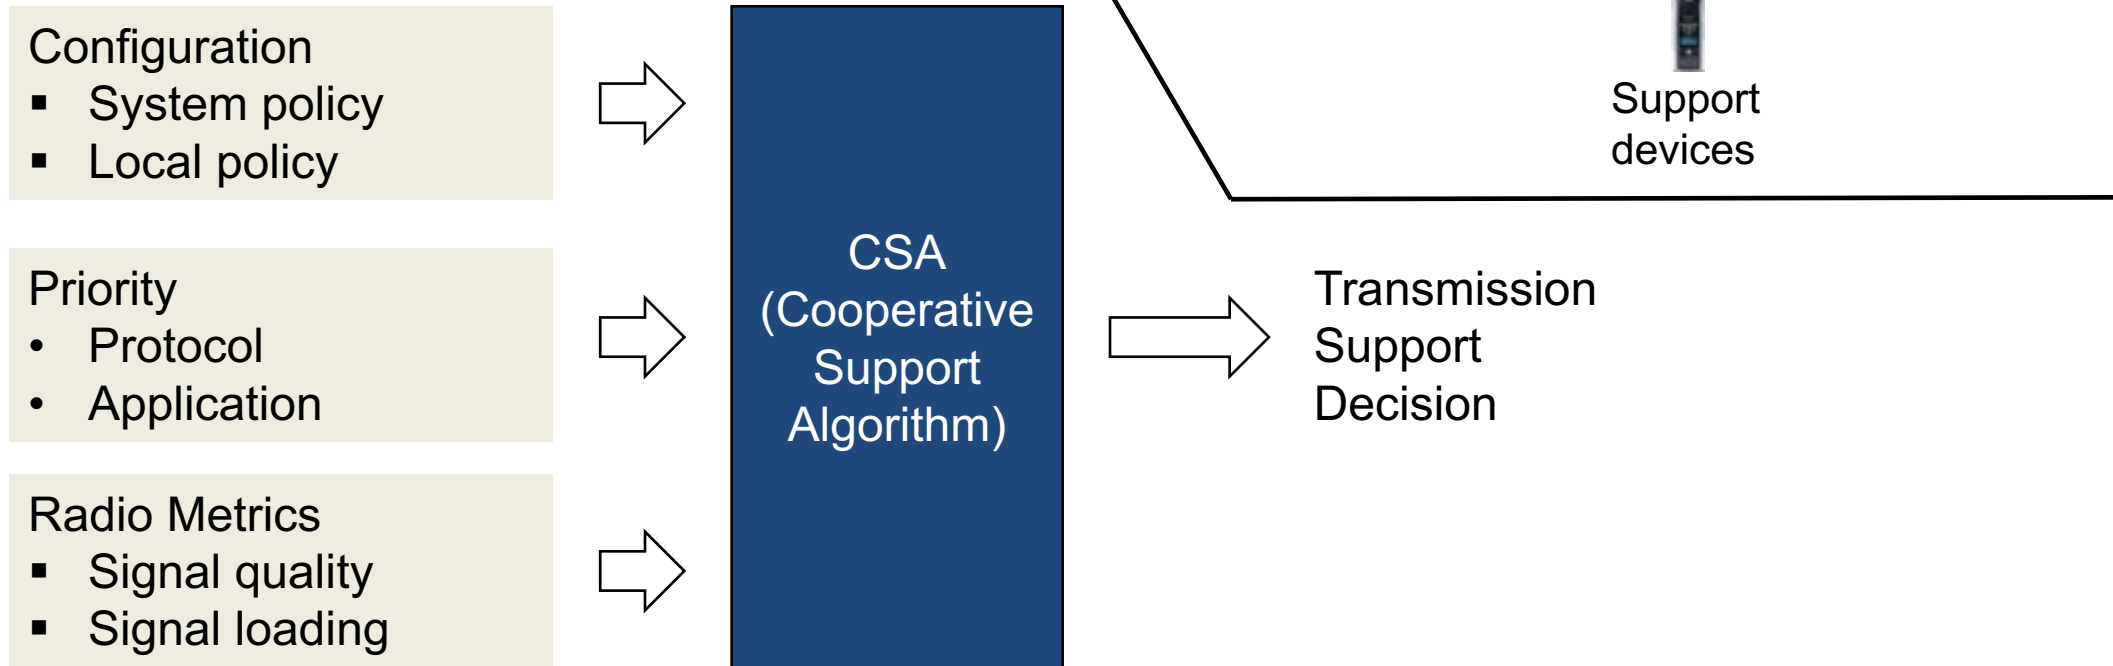 Configuration
▪ System policy
▪ Local policy
Priority
• Protocol
• Application
Radio Metrics
▪ Signal quality
▪ Signal loading
CSA
(Cooperative
Support
Algorithm)
Support
devices
Transmission
Support
Decision